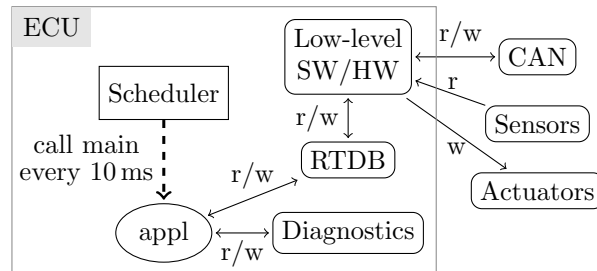 ECU
Low-level
SW/HW
r/w
CAN
Scheduler
r
Sensors
call main
every 10 ms
r/w
w
RTDB
r/w
Actuators
appl
r/w
Diagnostics